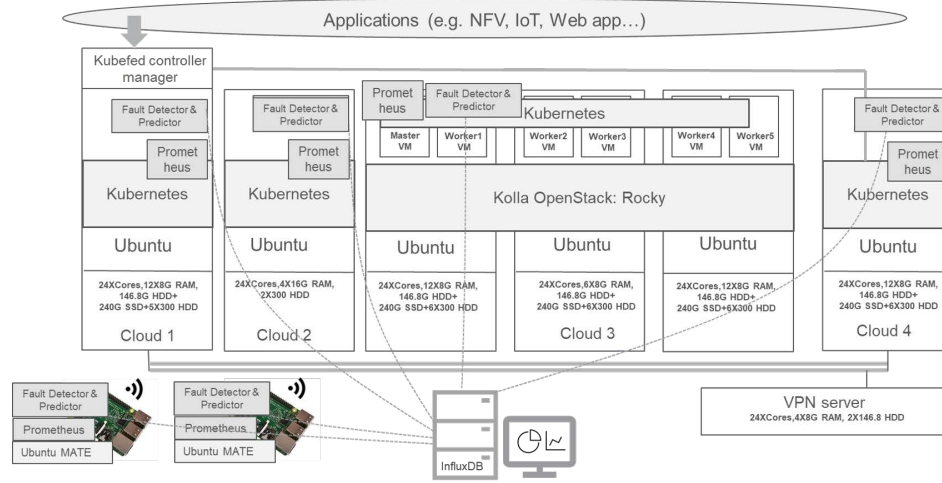 Applications (e.g. NFV, IoT, Web app…)
Kubefed controller
manager
Fault Detector &
Predictor
Promet
heus
Kubernetes
Ubuntu
24XCores,12X8G RAM,
146.8G HDD+
240G SSD+5X300 HDD
Cloud 1
Fault Detector &
Predictor
Promet
heus
Kubernetes
Ubuntu
24XCores,4X16G RAM,
2X300 HDD
Cloud 2
Promet
heus
Fault Detector &
Predictor
Kubernetes
Master
VM
Worker1
VM
Worker2
VM
Worker3
VM
Worker4
VM
Worker5
VM
Kolla OpenStack: Rocky
Ubuntu
24XCores,12X8G RAM,
146.8G HDD+
240G SSD+6X300 HDD
Ubuntu
24XCores,6X8G RAM,
146.8G HDD+
240G SSD+6X300 HDD
Cloud 3
Ubuntu
24XCores,12X8G RAM,
146.8G HDD+
240G SSD+6X300 HDD
Fault Detector &
Predictor
Promet
heus
Kubernetes
Ubuntu
24XCores,12X8G RAM,
146.8G HDD+
240G SSD+6X300 HDD
Cloud 4
Fault Detector &
Predictor
Prometheus
Ubuntu MATE
Fault Detector &
Predictor
Prometheus
Ubuntu MATE
InfluxDB
VPN server
24XCores,4X8G RAM, 2X146.8 HDD